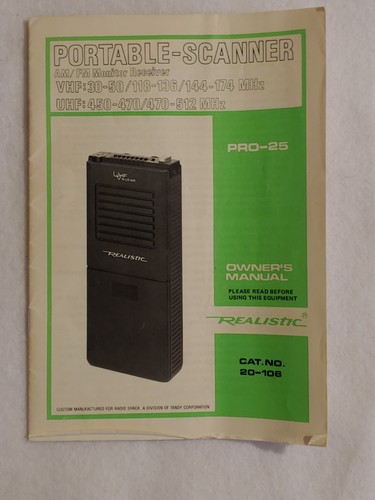 PORTABLE-SCANNER
AM/FM Monitor Receiver
VHF:30-50/118-136/144-174 MHz
UHF:450-470/470-512 MHz
PRO-25
REALISTIC
OWNER'S
MANUAL
PLEASE READ BEFORE
USING THIS EQUIPMENT
REALISTIC®
CAT.NO.
20-106
CUSTOM MANUFACTURED FOR RADIO SHACK, A DIVISION OF TANDY CORPORATION